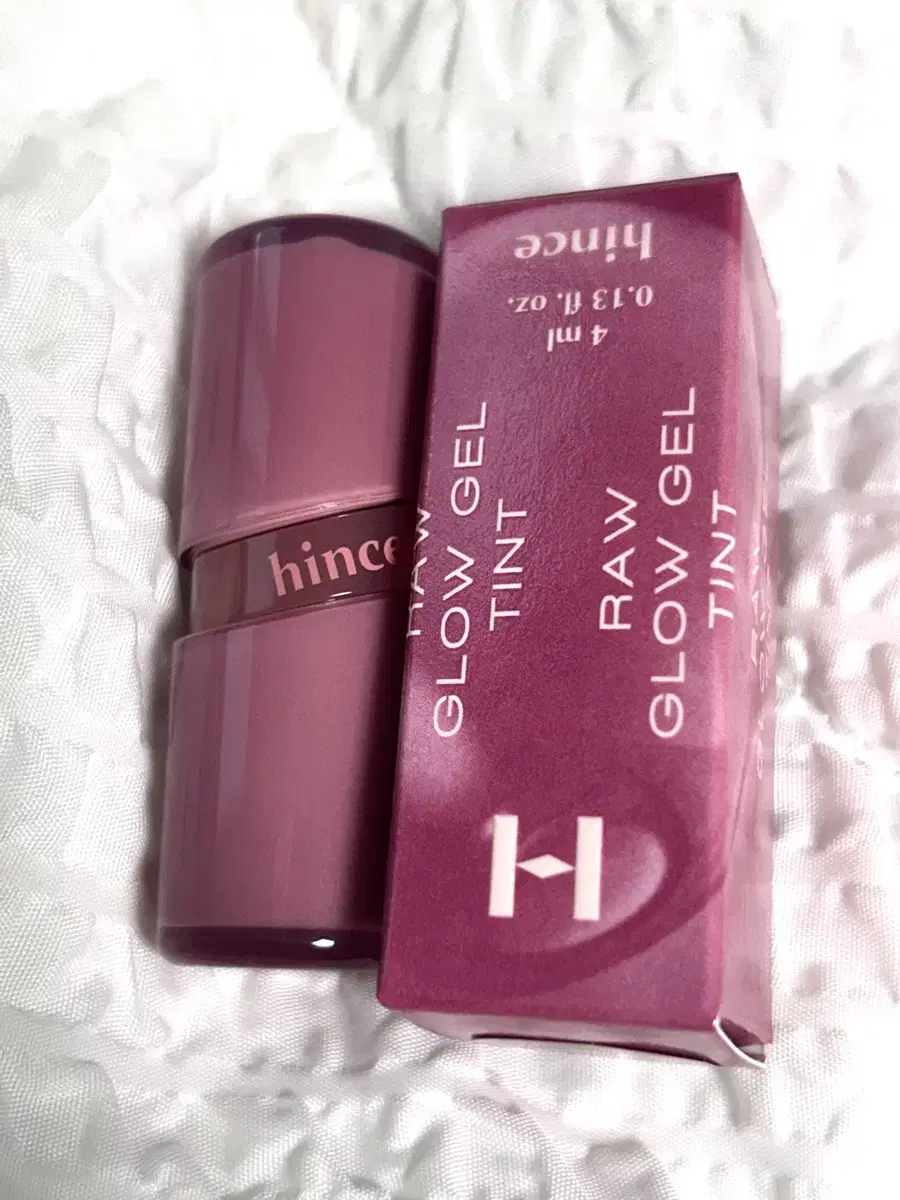 hince
hince
0.13 fl. oz.
4 ml
RAW
GLOW GEL
TINT
RAW
GLOW GEL
TINT
H